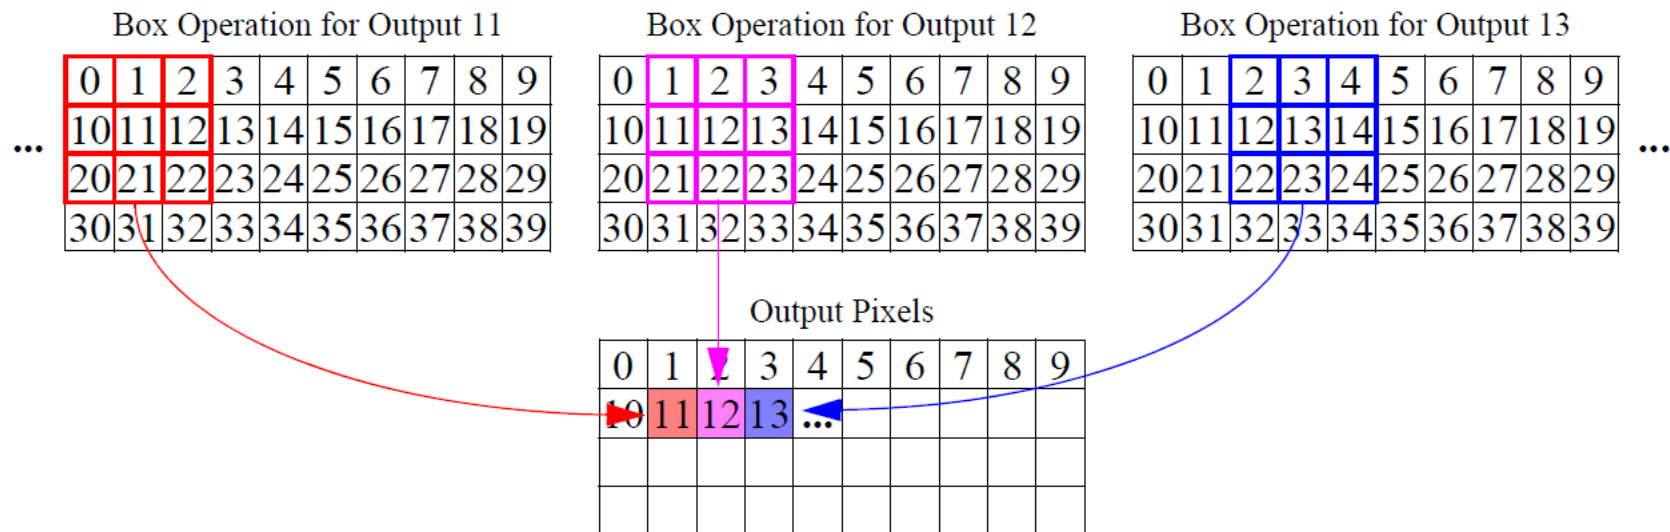 Box Operation for Output 11
0 1 2 3 4 5 6 7 8 9
10 11 12 13 14 15 16 17 18 19
20 21 22 23 24 25 26 27 28 29
30 31 32 33 34 35 36 37 38 39
...
Box Operation for Output 12
0 1 2 3 4 5 6 7 8 9
10 11 12 13 14 15 16 17 18 19
20 21 22 23 24 25 26 27 28 29
30 31 32 33 34 35 36 37 38 39
Box Operation for Output 13
0 1 2 3 4 5 6 7 8 9
10 11 12 13 14 15 16 17 18 19
20 21 22 23 24 25 26 27 28 29
30 31 32 33 34 35 36 37 38 39
...
Output Pixels
0 1 2 3 4 5 6 7 8 9
10 11 12 13 ...